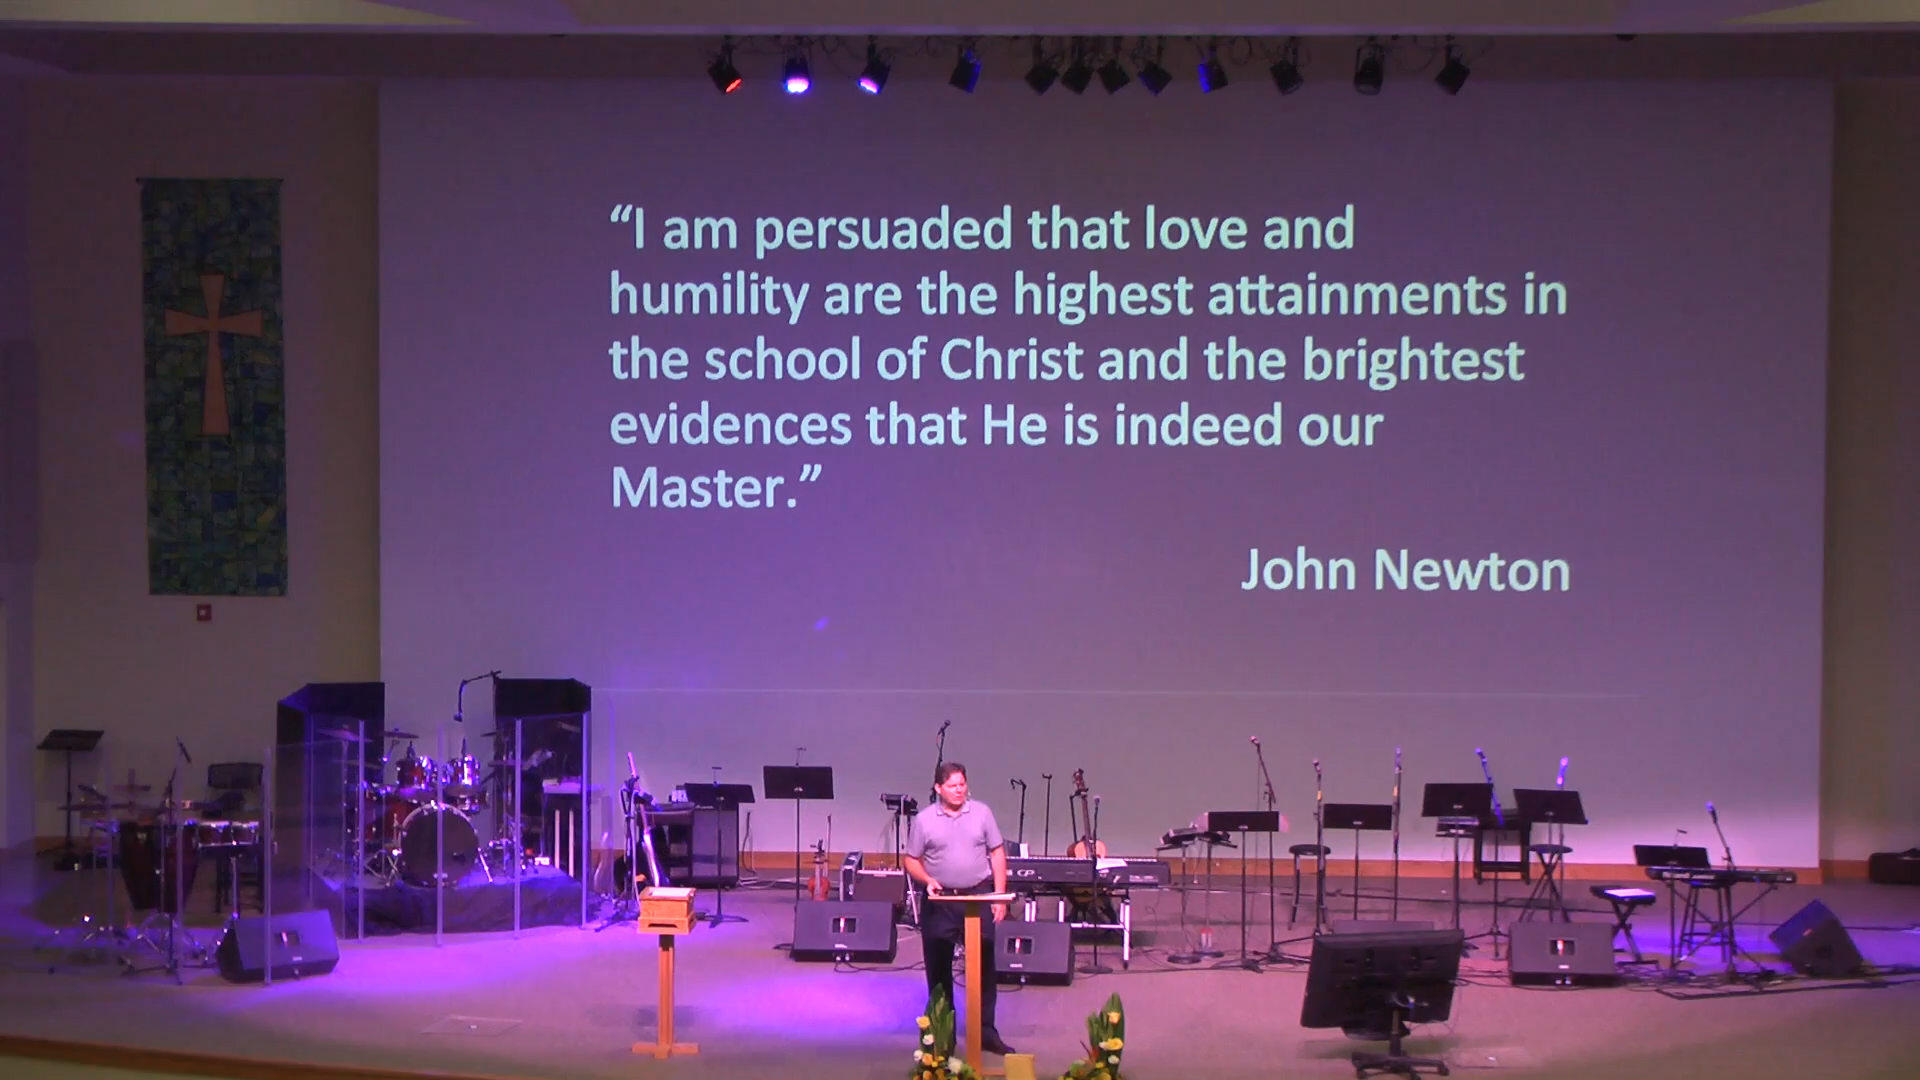 “I am persuaded that love and
humility are the highest attainments in
the school of Christ and the brightest
evidences that He is indeed our
Master.”
John Newton
CP